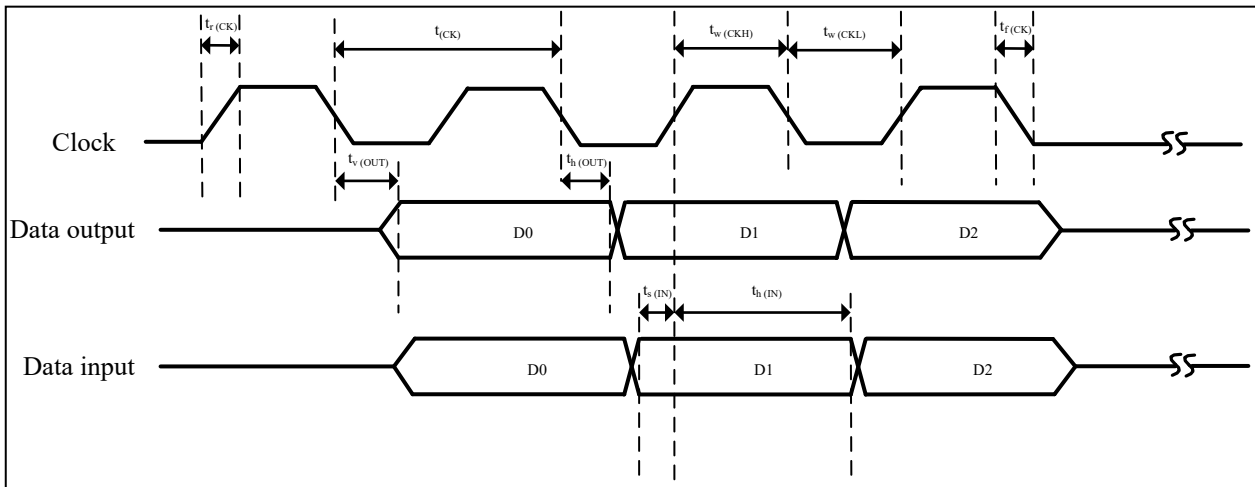 tr (CK)
t(CK)
tw (CKH)
tw (CKL)
tf (CK)
Clock
tv (OUT)
th (OUT)
Data output
D0
D1
D2
ts (IN)
th (IN)
Data input
D0
D1
D2